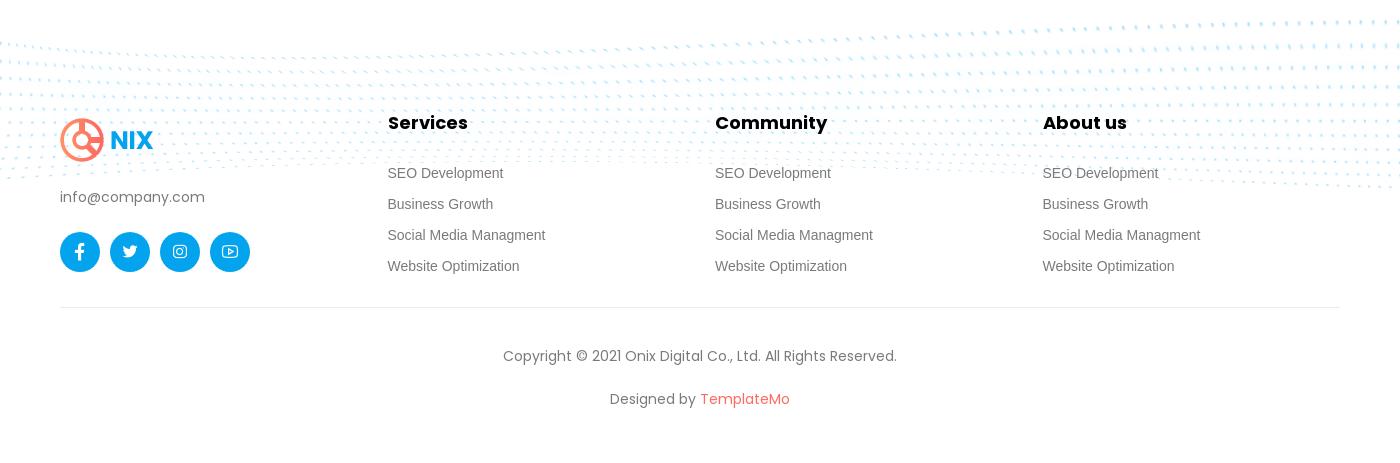 NIX
info@company.com
Services
SEO Development
Business Growth
Social Media Managment
Website Optimization
Community
SEO Development
Business Growth
Social Media Managment
Website Optimization
About us
SEO Development
Business Growth
Social Media Managment
Website Optimization
Copyright © 2021 Onix Digital Co., Ltd. All Rights Reserved.
Designed by TemplateMo